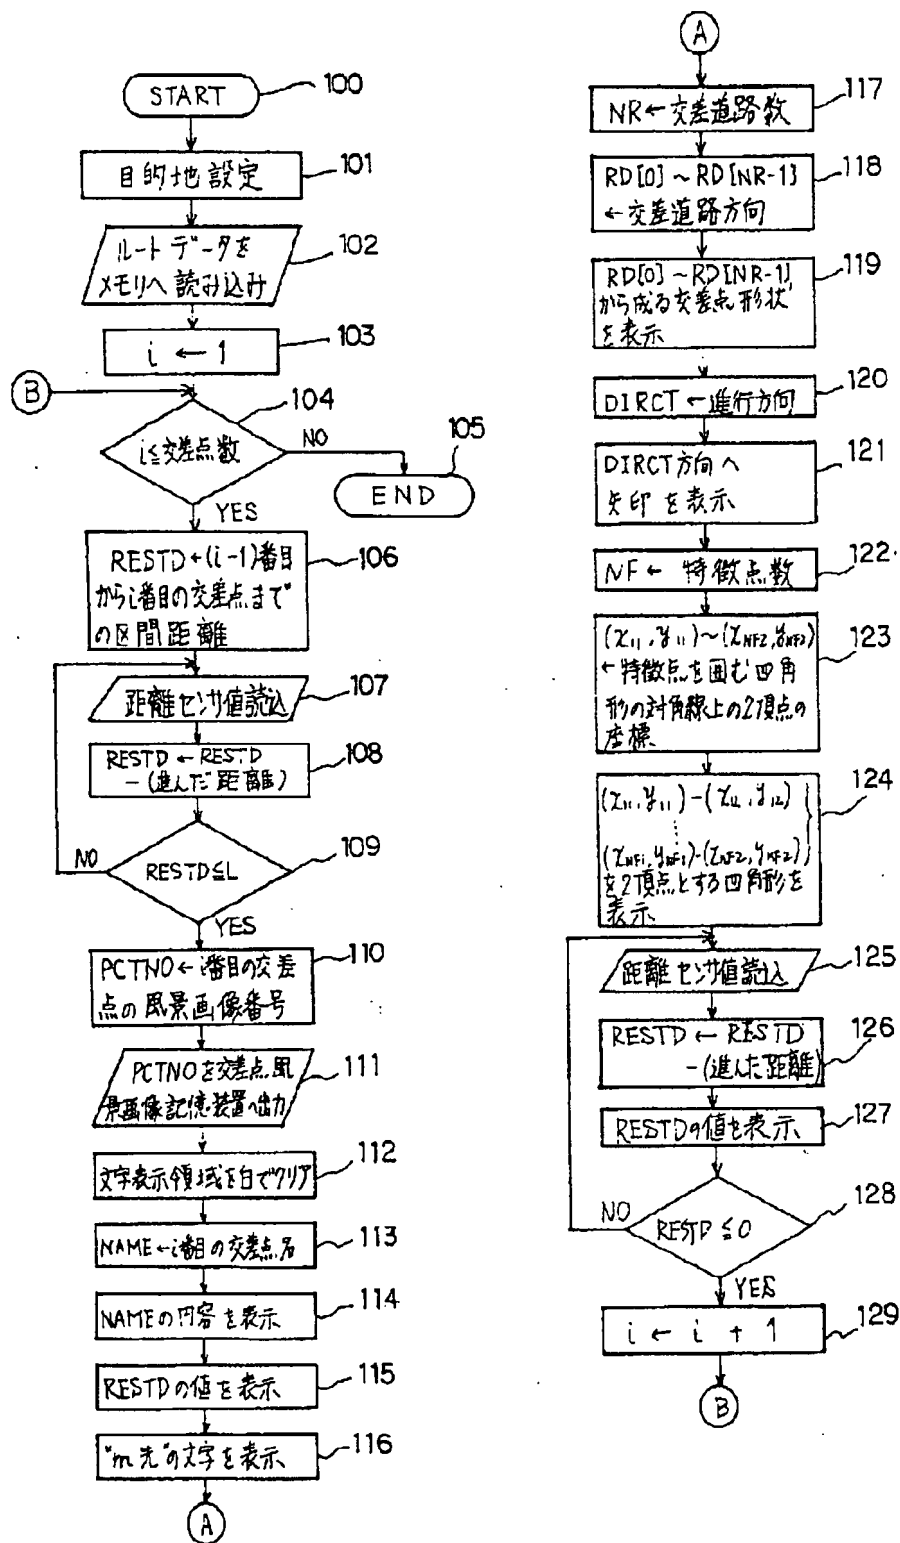 START
100
目的地設定
101
ルートデータを
メモリへ読み込み
102
i ← 1
103
B
i≦交差点数
104
NO
END
105
YES
RESTD←(i-1)番目
からi番目の交差点まで
の区間距離
106
距離センサ値読込
107
RESTD ← RESTD
-(進んだ距離)
108
RESTD≦L
109
NO
YES
PCTNO←i番目の交差
点の風景画像番号
110
PCTNOを交差点風
景画像記憶装置へ出力
111
文字表示領域を白でクリア
112
NAME←i番目の交差点名
113
NAMEの内容を表示
114
RESTDの値を表示
115
"m先"の文字を表示
116
A
A
NR←交差道路数
117
RD[0]~RD[NR-1]
←交差道路方向
118
RD[0]~RD[NR-1]
から成る交差点形状
を表示
119
DIRCT←進行方向
120
DIRCT方向へ
矢印を表示
121
NF← 特徴点数
122
(x11,y11)~(xNF2,yNF2)
←特徴点を囲む四角
形の対角線上の2頂点の
座標
123
(x11,y11)-(x12,y12)
⋮
(xNF1,yNF1)-(xNF2,yNF2)
を2頂点とする四角形を
表示
124
距離センサ値読込
125
RESTD ← RESTD
-(進んだ距離)
126
RESTDの値を表示
127
RESTD≦0
128
NO
YES
i ← i + 1
129
B